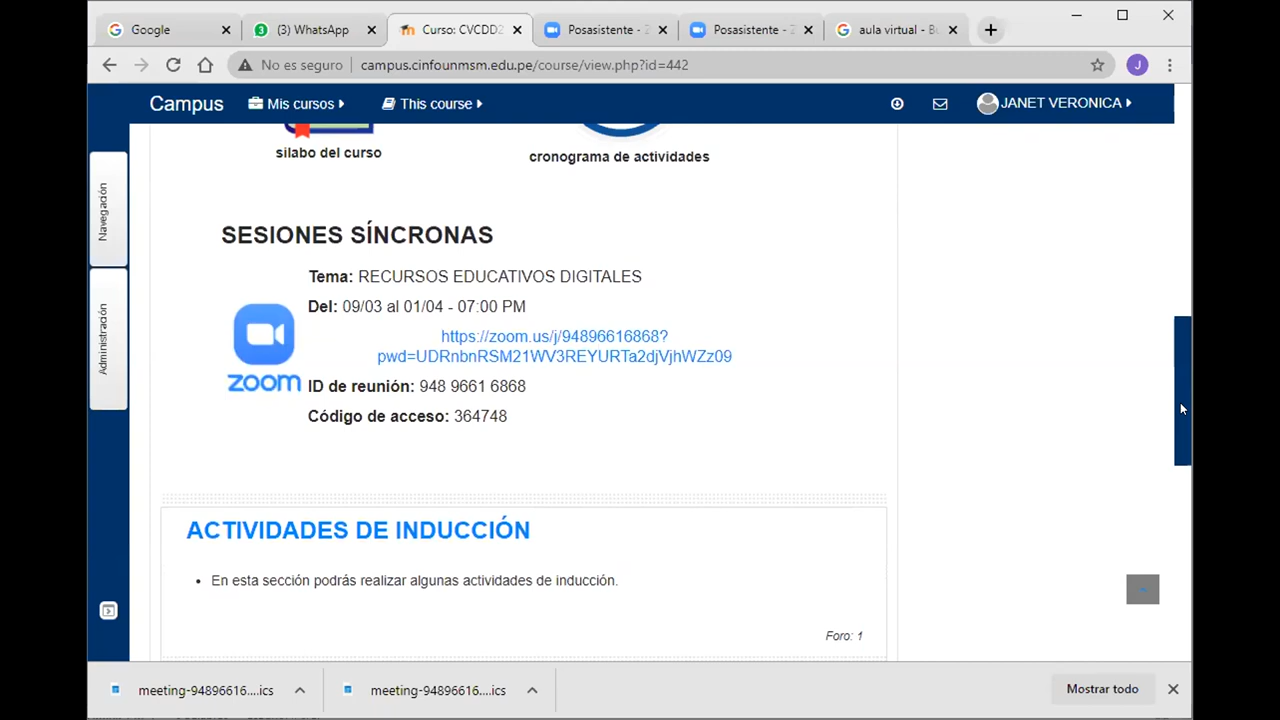 Google
(3) WhatsApp
Curso: CVCDD2
Posasistente - Z
Posasistente - Z
aula virtual - Bu
No es seguro
campus.cinfounmsm.edu.pe/course/view.php?id=442
J
Campus
Mis cursos
This course
JANET VERONICA
Navegación
Administración
silabo del curso
cronograma de actividades
SESIONES SÍNCRONAS
Tema: RECURSOS EDUCATIVOS DIGITALES
Del: 09/03 al 01/04 - 07:00 PM
https://zoom.us/j/94896616868?
pwd=UDRnbnRSM21WV3REYURTa2djVjhWZz09
zoom
ID de reunión: 948 9661 6868
Código de acceso: 364748
ACTIVIDADES DE INDUCCIÓN
• En esta sección podrás realizar algunas actividades de inducción.
Foro: 1
meeting-94896616....ics
meeting-94896616....ics
Mostrar todo